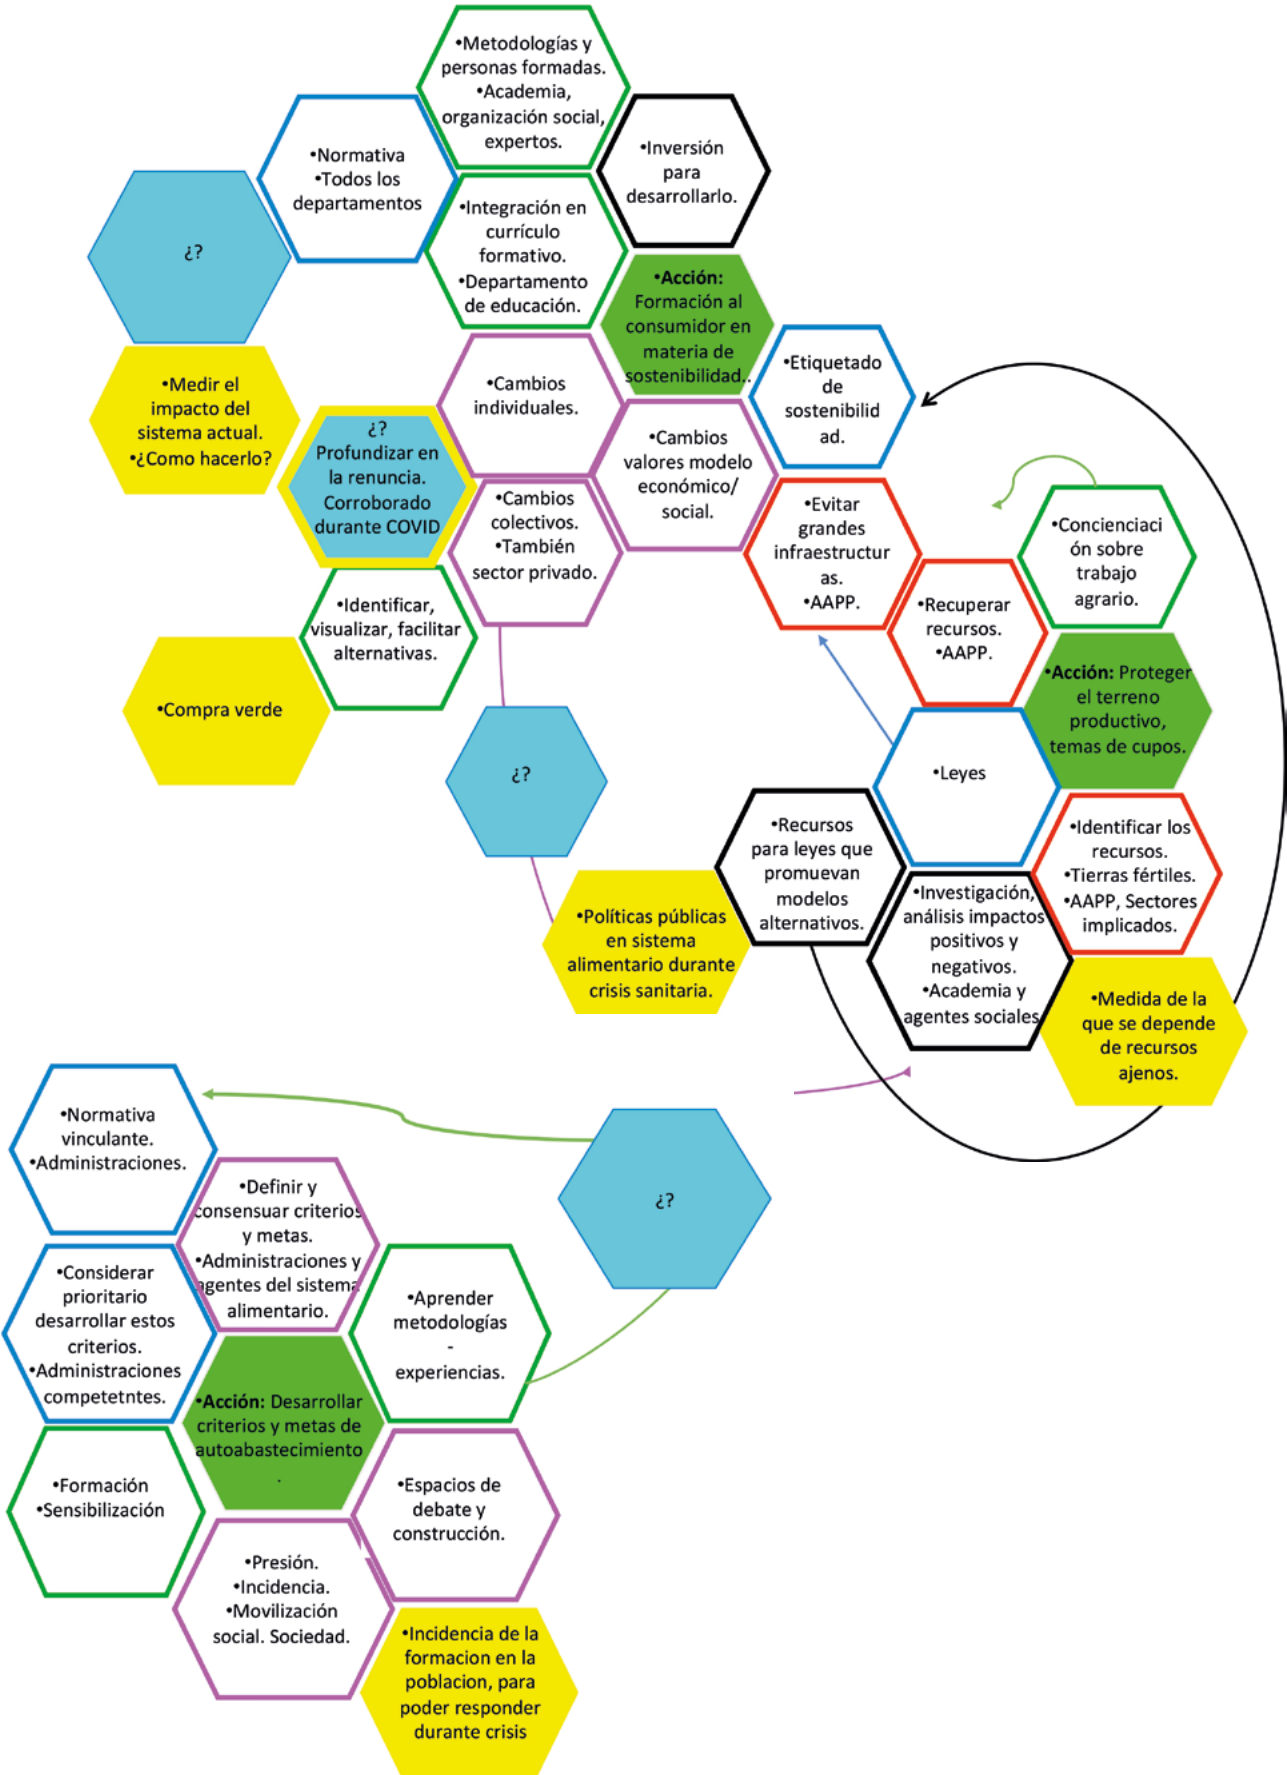 •Metodologías y
personas formadas.
•Academia,
organización social,
expertos.
•Inversión
para
desarrollarlo.
•Normativa
•Todos los
departamentos
¿?
•Integración en
currículo
formativo.
•Departamento
de educación.
•Acción:
Formación al
consumidor en
materia de
sostenibilidad..
•Etiquetado
de
sostenibilid
ad.
•Medir el
impacto del
sistema actual.
•¿Como hacerlo?
•Cambios
individuales.
¿?
Profundizar en
la renuncia.
Corroborado
durante COVID
•Cambios
valores modelo
económico/
social.
•Cambios
colectivos.
•También
sector privado.
•Evitar
grandes
infraestructur
as.
•AAPP.
•Concienciaci
ón sobre
trabajo
agrario.
•Identificar,
visualizar, facilitar
alternativas.
•Recuperar
recursos.
•AAPP.
•Compra verde
•Acción: Proteger
el terreno
productivo,
temas de cupos.
¿?
•Leyes
•Recursos
para leyes que
promuevan
modelos
alternativos.
•Identificar los
recursos.
•Tierras fértiles.
•AAPP, Sectores
implicados.
•Políticas públicas
en sistema
alimentario durante
crisis sanitaria.
•Investigación,
análisis impactos
positivos y
negativos.
•Academia y
agentes sociales
•Medida de la
que se depende
de recursos
ajenos.
•Normativa
vinculante.
•Administraciones.
•Definir y
consensuar criterios
y metas.
•Administraciones y
agentes del sistema
alimentario.
¿?
•Considerar
prioritario
desarrollar estos
criterios.
•Administraciones
competetntes.
•Aprender
metodologías
-
experiencias.
•Acción: Desarrollar
criterios y metas de
autoabastecimiento
.
•Formación
•Sensibilización
•Espacios de
debate y
construcción.
•Presión.
•Incidencia.
•Movilización
social. Sociedad.
•Incidencia de la
formacion en la
poblacion, para
poder responder
durante crisis